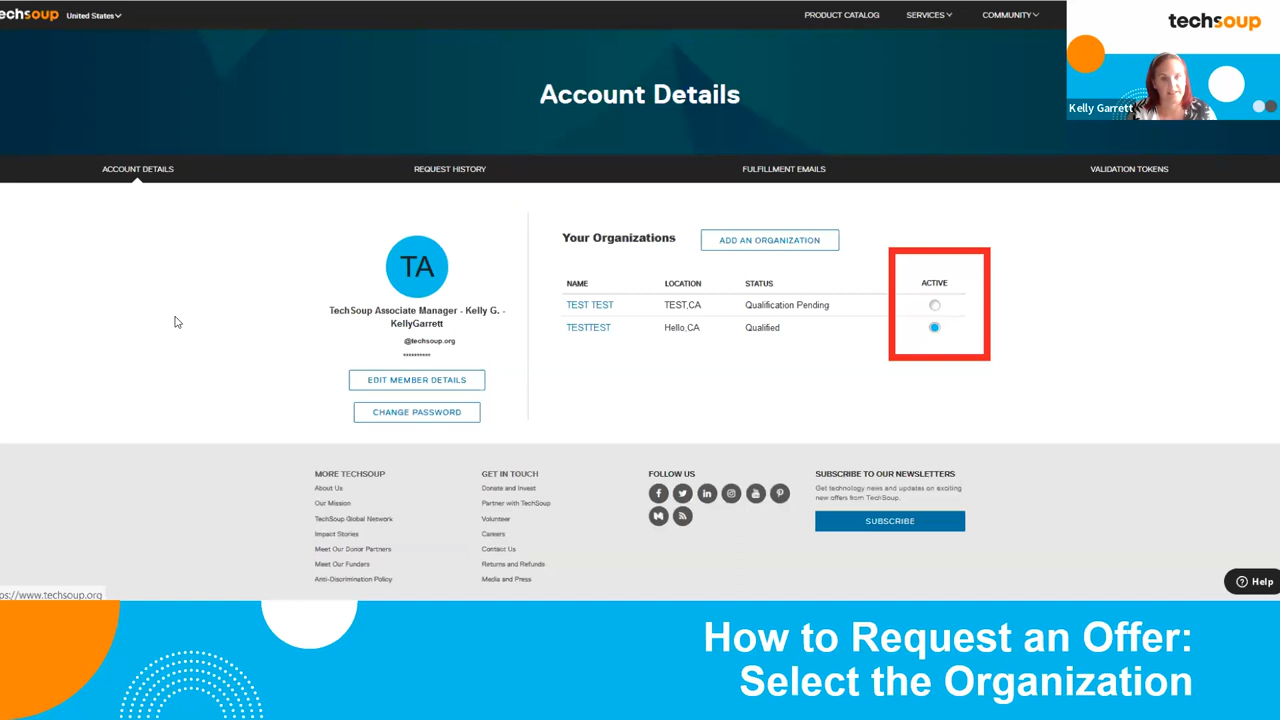 techsoup
United States
PRODUCT CATALOG
SERVICES
COMMUNITY
techsoup
Kelly Garrett
Account Details
ACCOUNT DETAILS
REQUEST HISTORY
FULFILLMENT EMAILS
VALIDATION TOKENS
TA
TechSoup Associate Manager - Kelly G. -
KellyGarrett
@techsoup.org
**********
EDIT MEMBER DETAILS
CHANGE PASSWORD
Your Organizations
ADD AN ORGANIZATION
NAME LOCATION STATUS ACTIVE
TEST TEST TEST,CA Qualification Pending
TESTTEST Hello,CA Qualified
MORE TECHSOUP
About Us
Our Mission
TechSoup Global Network
Impact Stories
Meet Our Donor Partners
Meet Our Funders
Anti-Discrimination Policy
GET IN TOUCH
Donate and Invest
Partner with TechSoup
Volunteer
Careers
Contact Us
Returns and Refunds
Media and Press
FOLLOW US
SUBSCRIBE TO OUR NEWSLETTERS
Get technology news and updates on exciting
new offers from TechSoup.
SUBSCRIBE
Help
ps://www.techsoup.org
How to Request an Offer:
Select the Organization